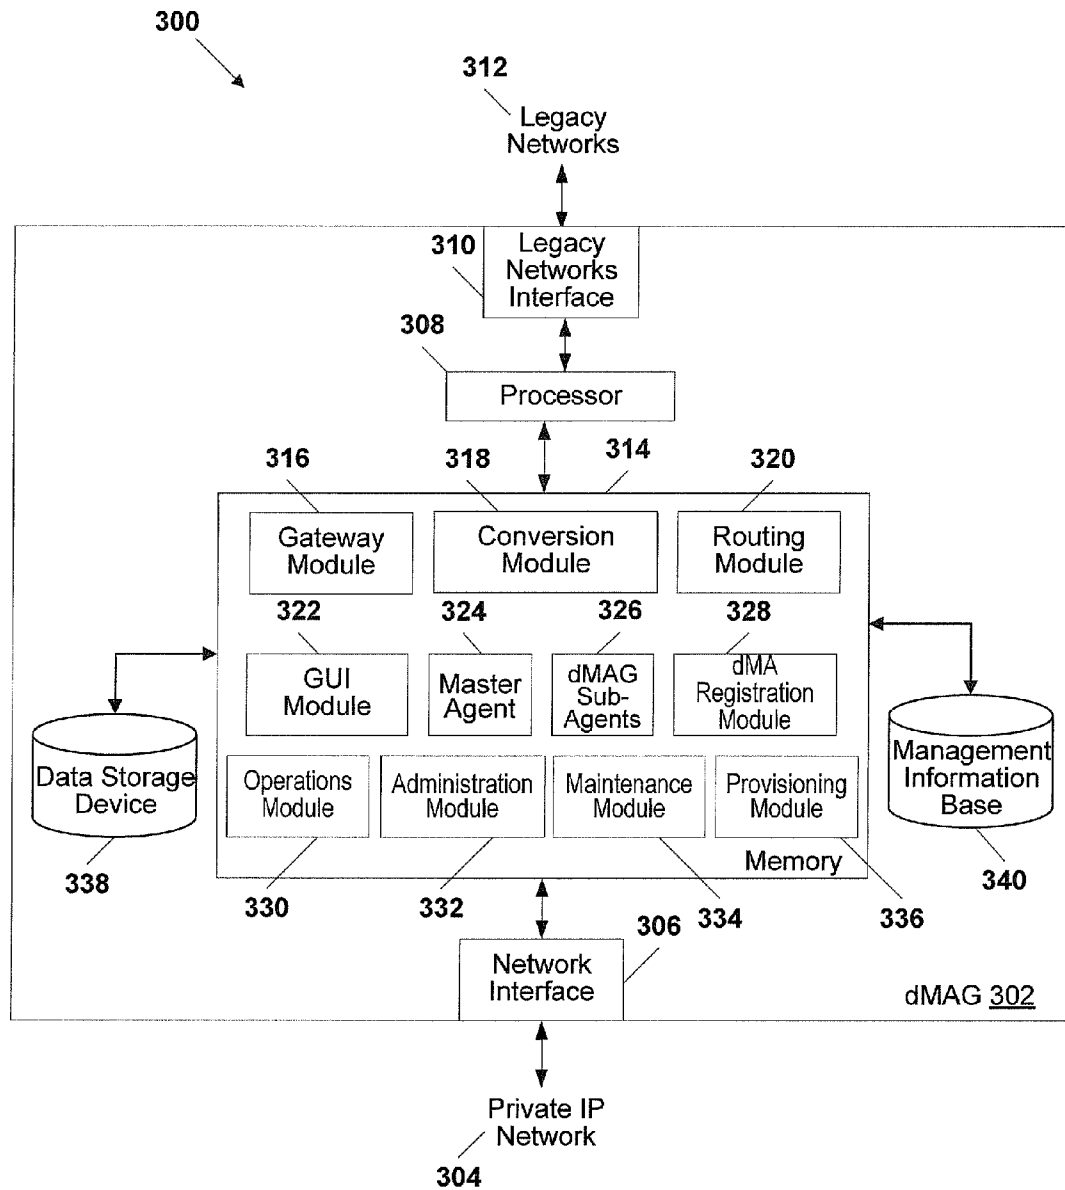 300
312
Legacy
Networks
310
Legacy
Networks
Interface
308
Processor
316
318
314
320
Gateway
Module
Conversion
Module
Routing
Module
322
324
326
328
GUI
Module
Master
Agent
dMAG
Sub-
Agents
dMA
Registration
Module
Data Storage
Device
338
Management
Information
Base
340
Operations
Module
Administration
Module
Maintenance
Module
Provisioning
Module
Memory
330
332
334
336
306
Network
Interface
dMAG 302
Private IP
Network
304